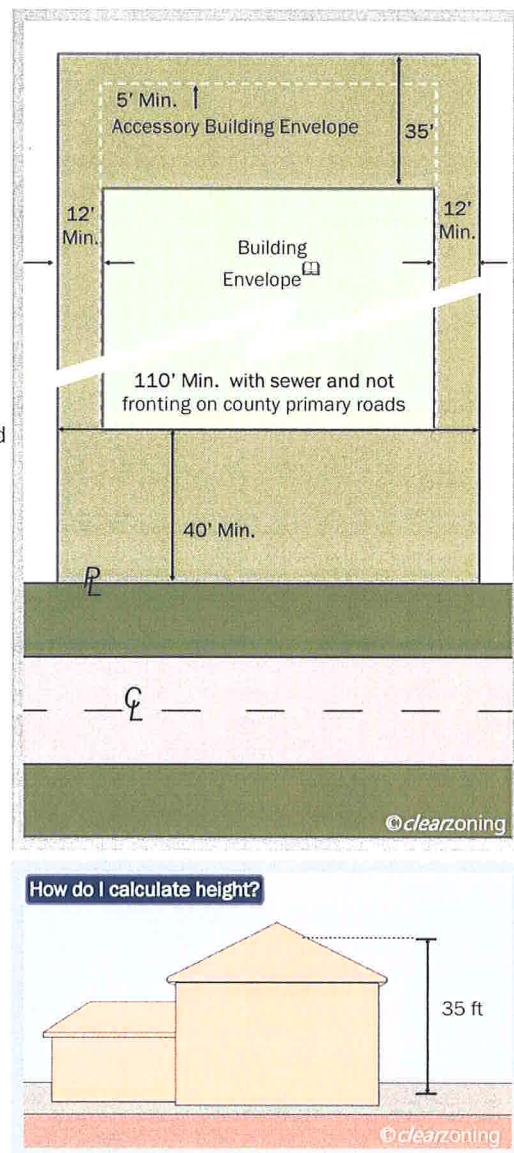 5' Min.
Accessory Building Envelope
35'
12'
Min.
12'
Min.
Building
Envelope
110' Min. with sewer and not
fronting on county primary roads
d
40' Min.
PL
CL
©clearzoning
How do I calculate height?
35 ft
©clearzoning